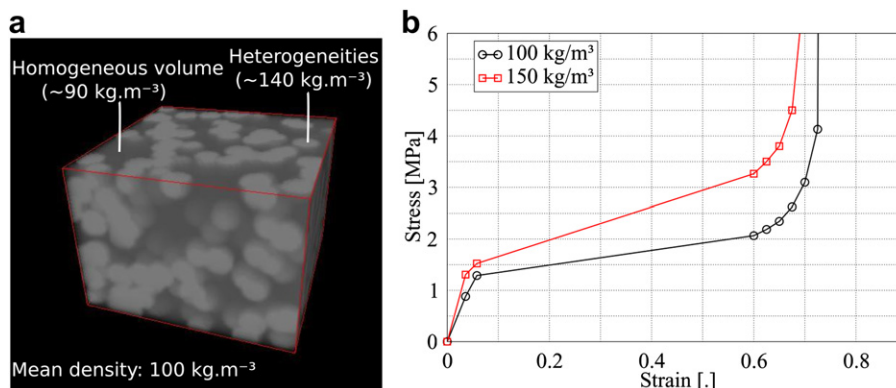 a
Homogeneous volume
(~90 kg.m⁻³)
Heterogeneities
(~140 kg.m⁻³)
Mean density: 100 kg.m⁻³
b
6
5
4
3
2
1
0
Stress [MPa]
100 kg/m³
150 kg/m³
0
0.2
0.4
0.6
0.8
Strain [.]